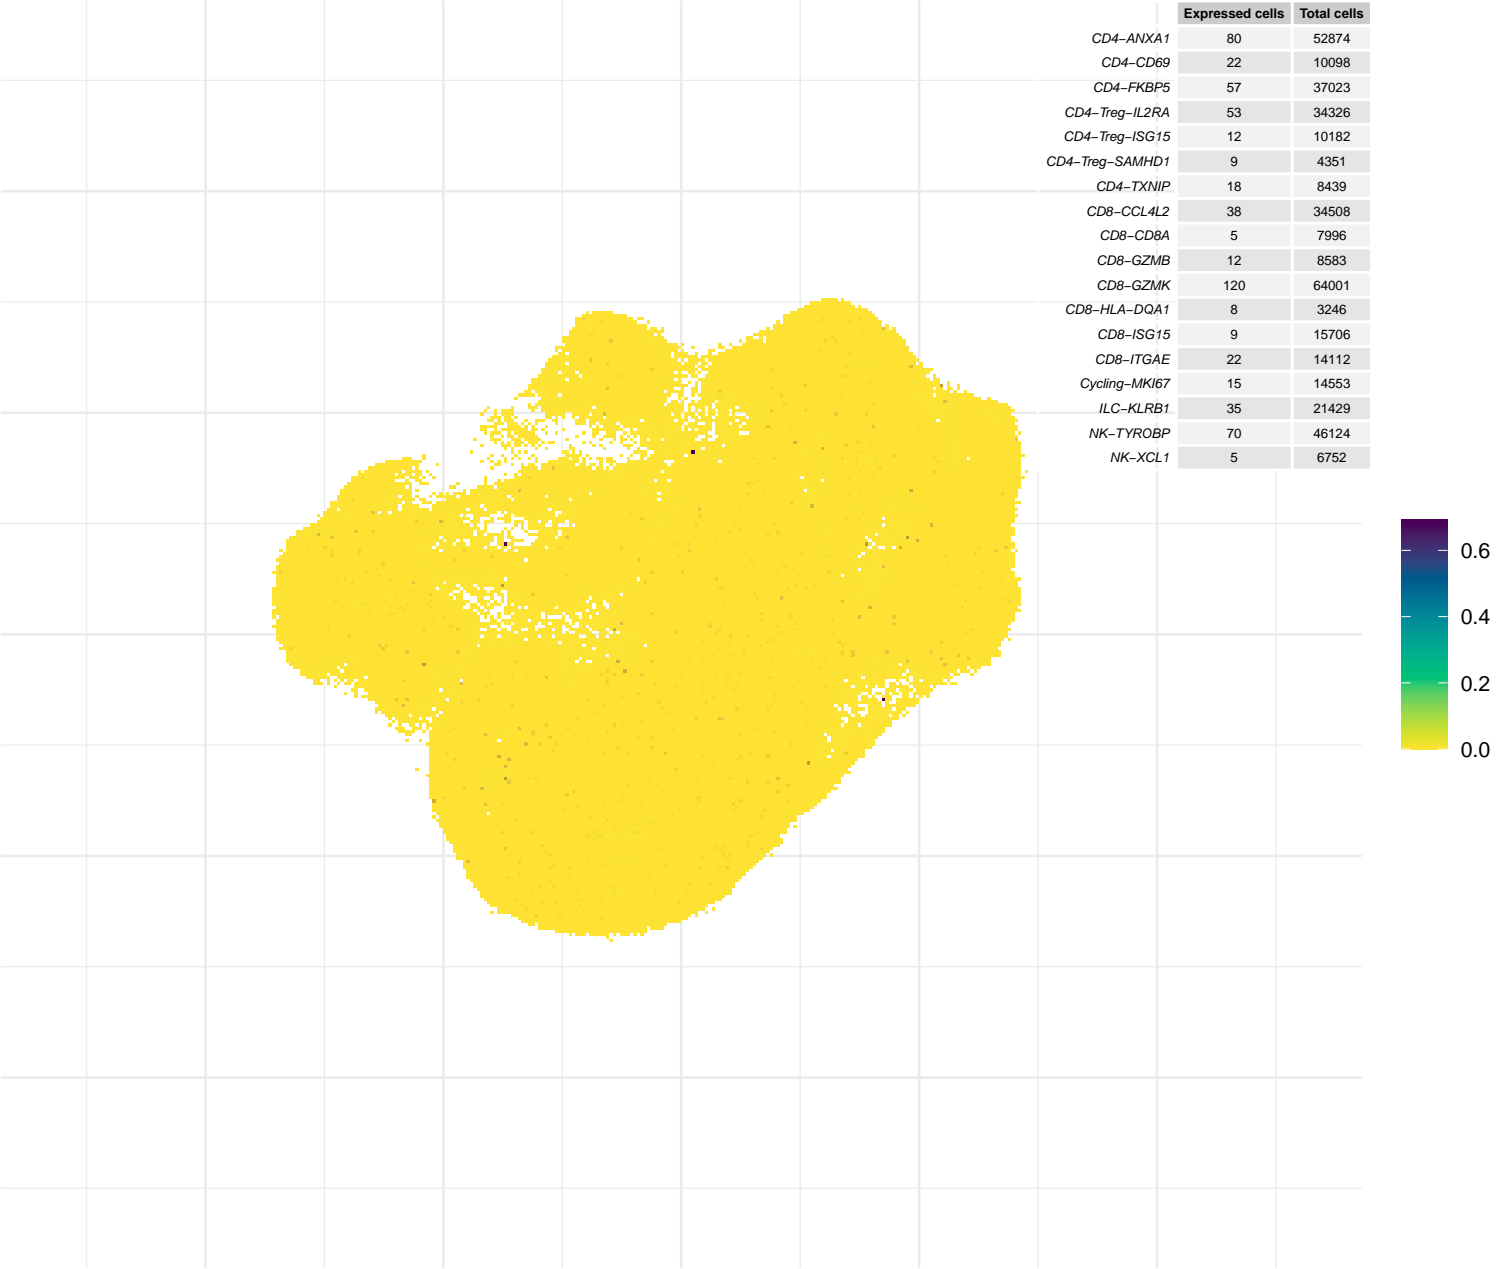 Expressed cells Total cells
CD4−ANXA1 80 52874
CD4−CD69 22 10098
CD4−FKBP5 57 37023
CD4−Treg−IL2RA 53 34326
CD4−Treg−ISG15 12 10182
CD4−Treg−SAMHD1 9 4351
CD4−TXNIP 18 8439
CD8−CCL4L2 38 34508
CD8−CD8A 5 7996
CD8−GZMB 12 8583
CD8−GZMK 120 64001
CD8−HLA−DQA1 8 3246
CD8−ISG15 9 15706
CD8−ITGAE 22 14112
Cycling−MKI67 15 14553
ILC−KLRB1 35 21429
NK−TYROBP 70 46124
NK−XCL1 5 6752
0.6
0.4
0.2
0.0